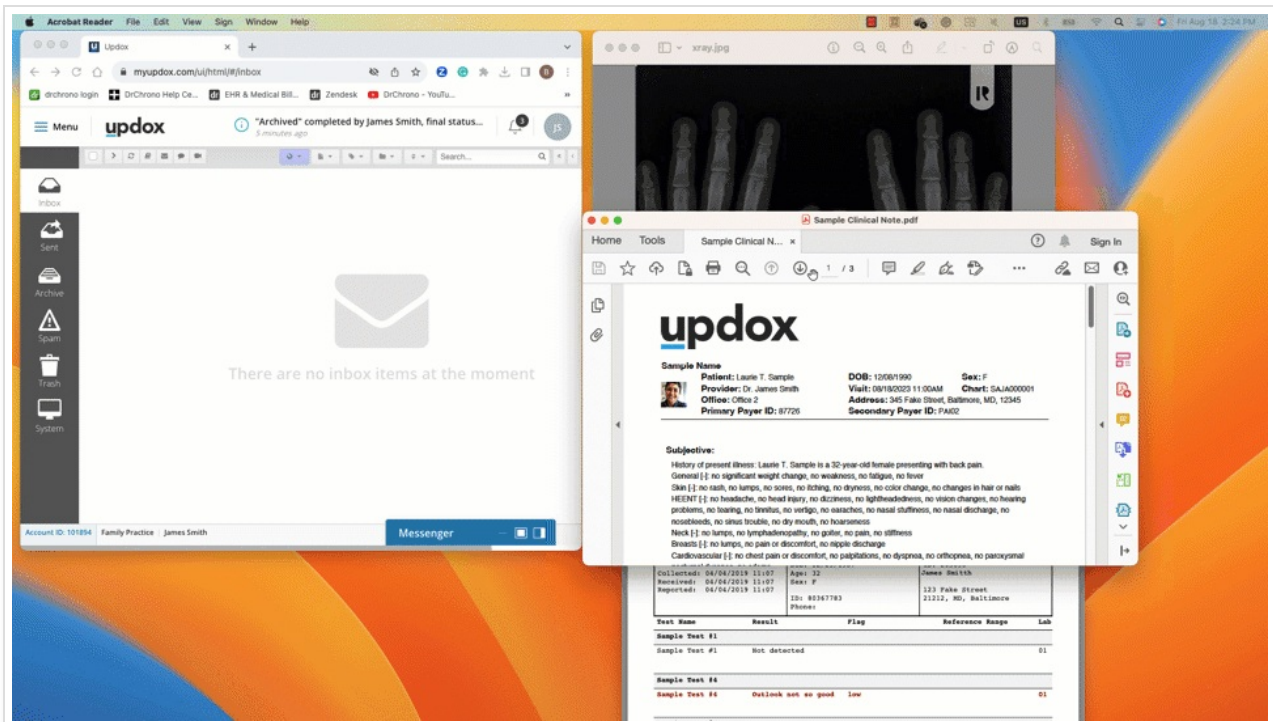 Acrobat Reader File Edit View Sign Window Help
US
Fri Aug 18 2:24 PM
Updox
myupdox.com/ui/html/#/inbox
drchrono login DrChrono Help Ce... EHR & Medical Bill... Zendesk DrChrono - YouTu...
Menu
updox
"Archived" completed by James Smith, final status...
5 minutes ago
3
JS
Search...
Inbox
Sent
Archive
Spam
Trash
System
There are no inbox items at the moment
Account ID: 101894 Family Practice James Smith
Messenger
xray.jpg
R
Sample Clinical Note.pdf
Home Tools Sample Clinical N... × Sign In
1 / 3
updox
Sample Name
Patient: Laurie T. Sample DOB: 12/08/1990 Sex: F
Provider: Dr. James Smith Visit: 08/18/2023 11:00AM Chart: SAJA000001
Office: Office 2 Address: 345 Fake Street, Baltimore, MD, 12345
Primary Payer ID: 87726 Secondary Payer ID: PAI02
Subjective:
History of present illness: Laurie T. Sample is a 32-year-old female presenting with back pain.
General [-]: no significant weight change, no weakness, no fatigue, no fever
Skin [-]: no rash, no lumps, no sores, no itching, no dryness, no color change, no changes in hair or nails
HEENT [-]: no headache, no head injury, no dizziness, no lightheadedness, no vision changes, no hearing
problems, no tearing, no tinnitus, no vertigo, no earaches, no nasal stuffiness, no nasal discharge, no
nosebleeds, no sinus trouble, no dry mouth, no hoarseness
Neck [-]: no lumps, no lymphadenopathy, no goiter, no pain, no stiffness
Breasts [-]: no lumps, no pain or discomfort, no nipple discharge
Cardiovascular [-]: no chest pain or discomfort, no palpitations, no dyspnea, no orthopnea, no paroxysmal
Collected: 04/04/2019 11:07 Age: 32 James Smith
Received: 04/04/2019 11:07 Sex: F
Reported: 04/04/2019 11:07 123 Fake Street
ID: 80367783 21212, MD, Baltimore
Phone:
Test Name Result Flag Reference Range Lab
Sample Test #1
Sample Test #1 Not detected 01
Sample Test #4
Sample Test #4 Outlook not so good low 01